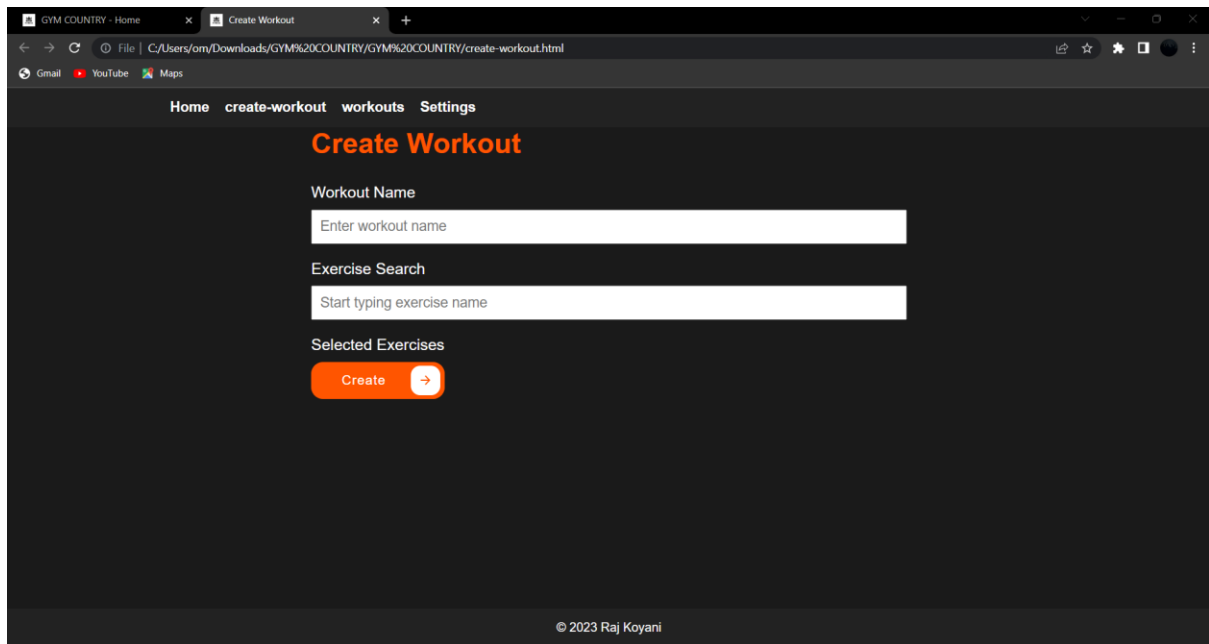 GYM COUNTRY - Home Create Workout
File | C:/Users/om/Downloads/GYM%20COUNTRY/GYM%20COUNTRY/create-workout.html
Gmail YouTube Maps
Home create-workout workouts Settings
Create Workout
Workout Name
Enter workout name
Exercise Search
Start typing exercise name
Selected Exercises
Create
© 2023 Raj Koyani